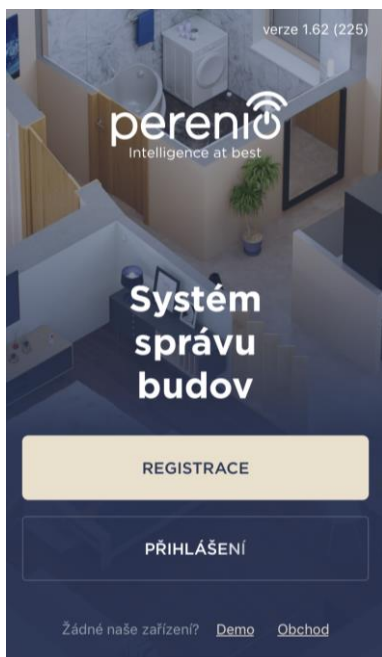 verze 1.62 (225)
perenio
Intelligence at best
Systém
správu
budov
REGISTRACE
PŘIHLÁŠENÍ
Žádné naše zařízení? Demo Obchod